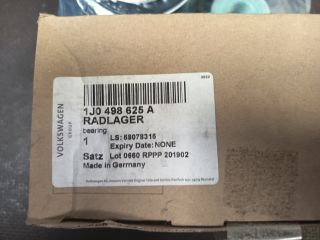 VOLKSWAGEN
GROUP
1J0 498 625 A
RADLAGER
bearing
1
LS: 68078316
Expiry Date: NONE
Satz
Lot 0660 RPPP 201902
Made in Germany